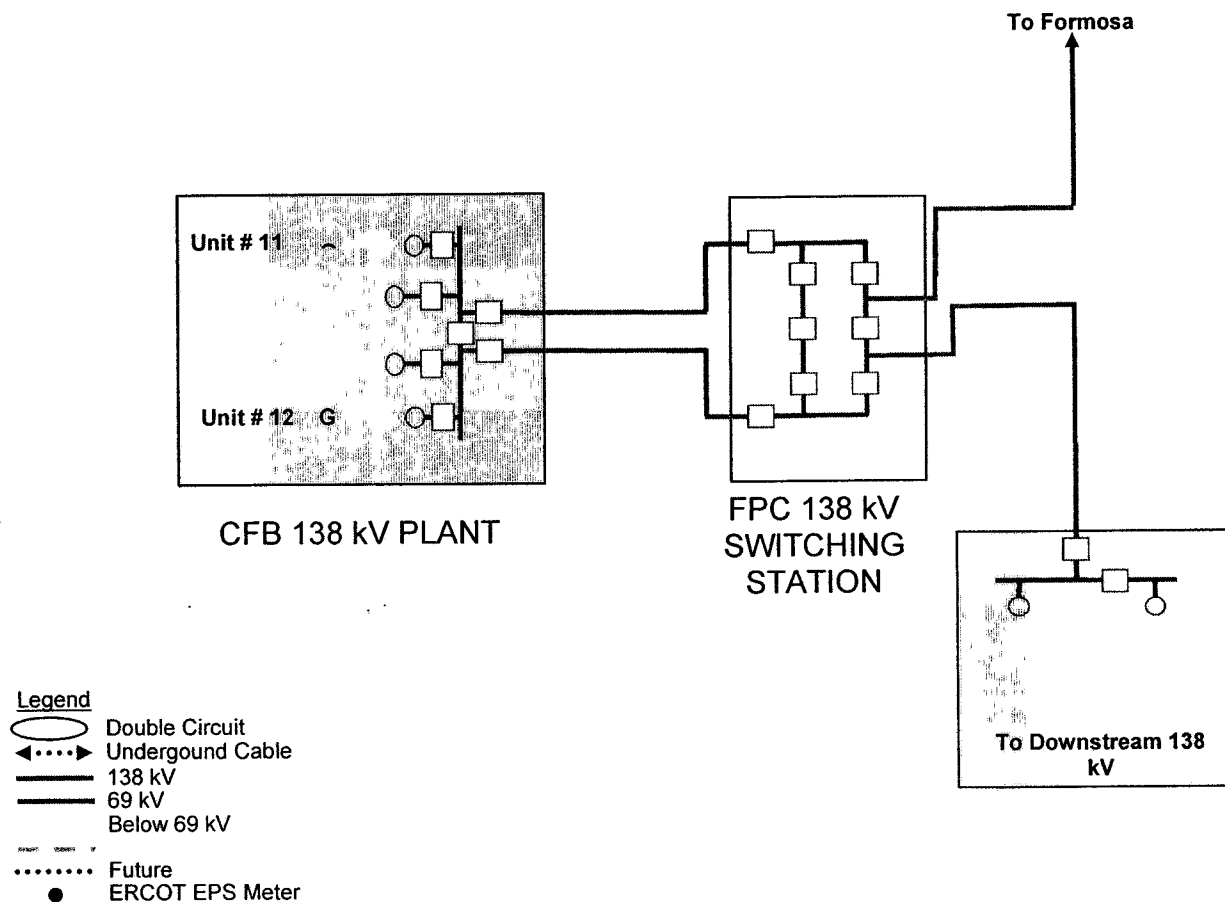 To Formosa
Unit # 11
Unit # 12 G
CFB 138 kV PLANT
FPC 138 kV
SWITCHING
STATION
To Downstream 138
kV
Legend
Double Circuit
Undergound Cable
138 kV
69 kV
Below 69 kV
Future
ERCOT EPS Meter